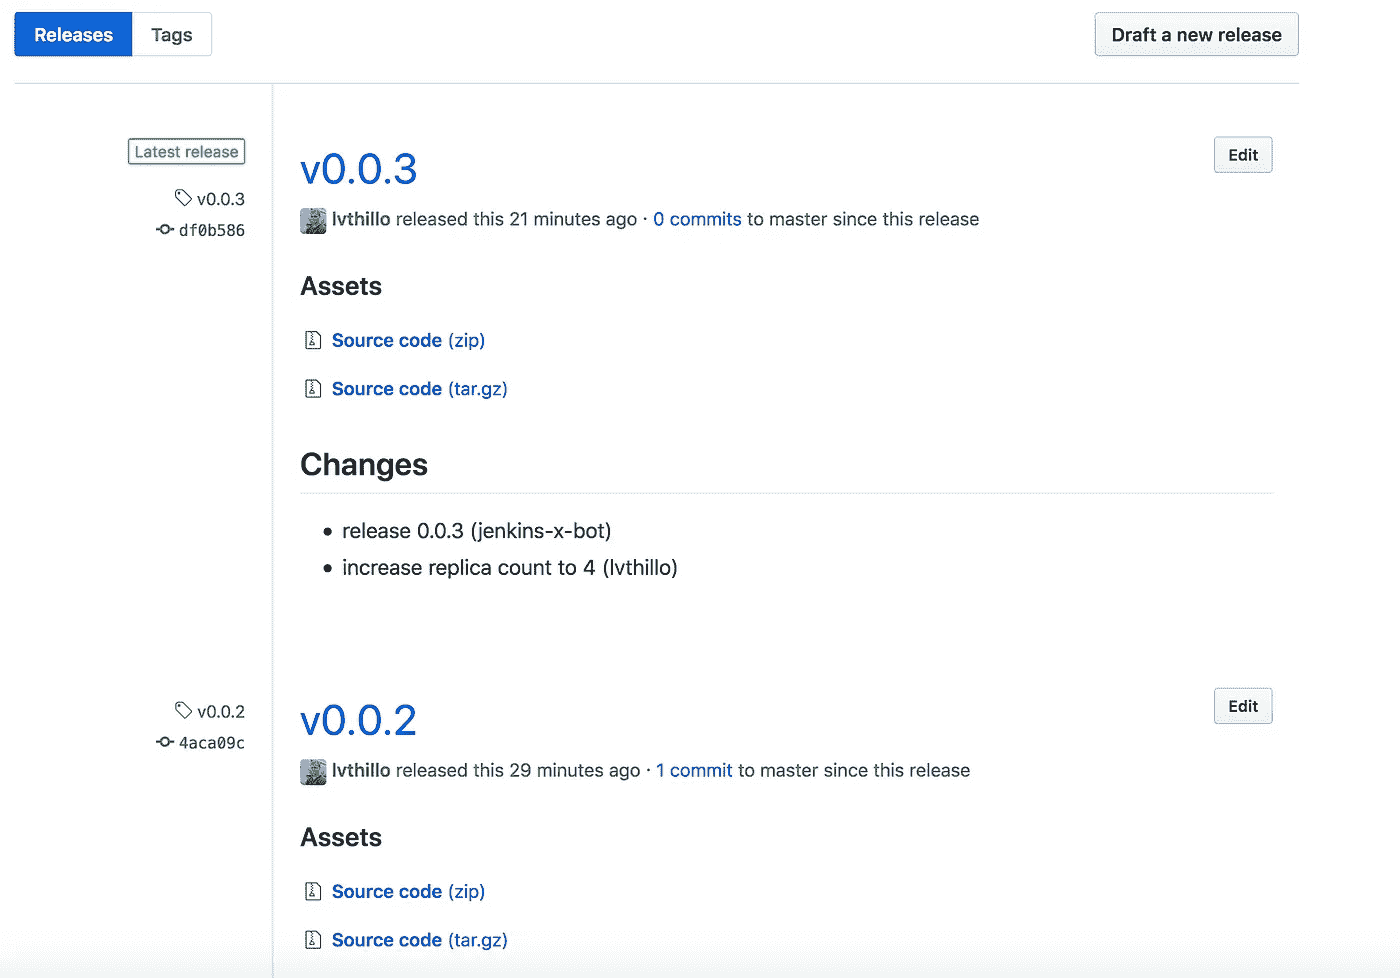 Releases Tags Draft a new release
Latest release
v0.0.3
df0b586
v0.0.3
Edit
lvthillo released this 21 minutes ago · 0 commits to master since this release
Assets
Source code (zip)
Source code (tar.gz)
Changes
• release 0.0.3 (jenkins-x-bot)
• increase replica count to 4 (lvthillo)
v0.0.2
4aca09c
v0.0.2
Edit
lvthillo released this 29 minutes ago · 1 commit to master since this release
Assets
Source code (zip)
Source code (tar.gz)